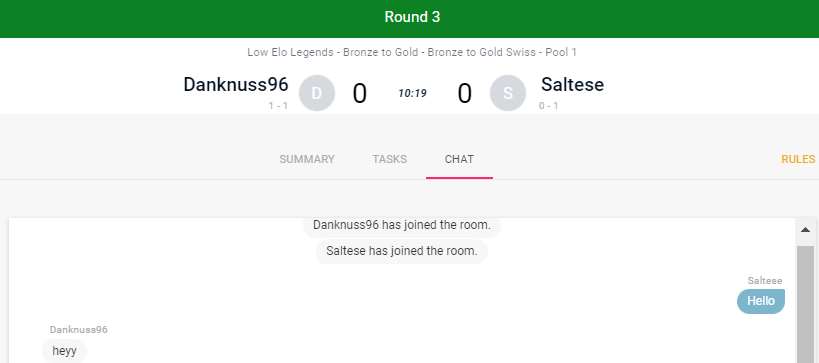 Round 3
Low Elo Legends - Bronze to Gold - Bronze to Gold Swiss - Pool 1
Danknuss96 D 0 10:19 0 S Saltese
1 - 1 0 - 1
SUMMARY TASKS CHAT RULES
Danknuss96 has joined the room.
Saltese has joined the room.
Saltese
Hello
Danknuss96
heyy